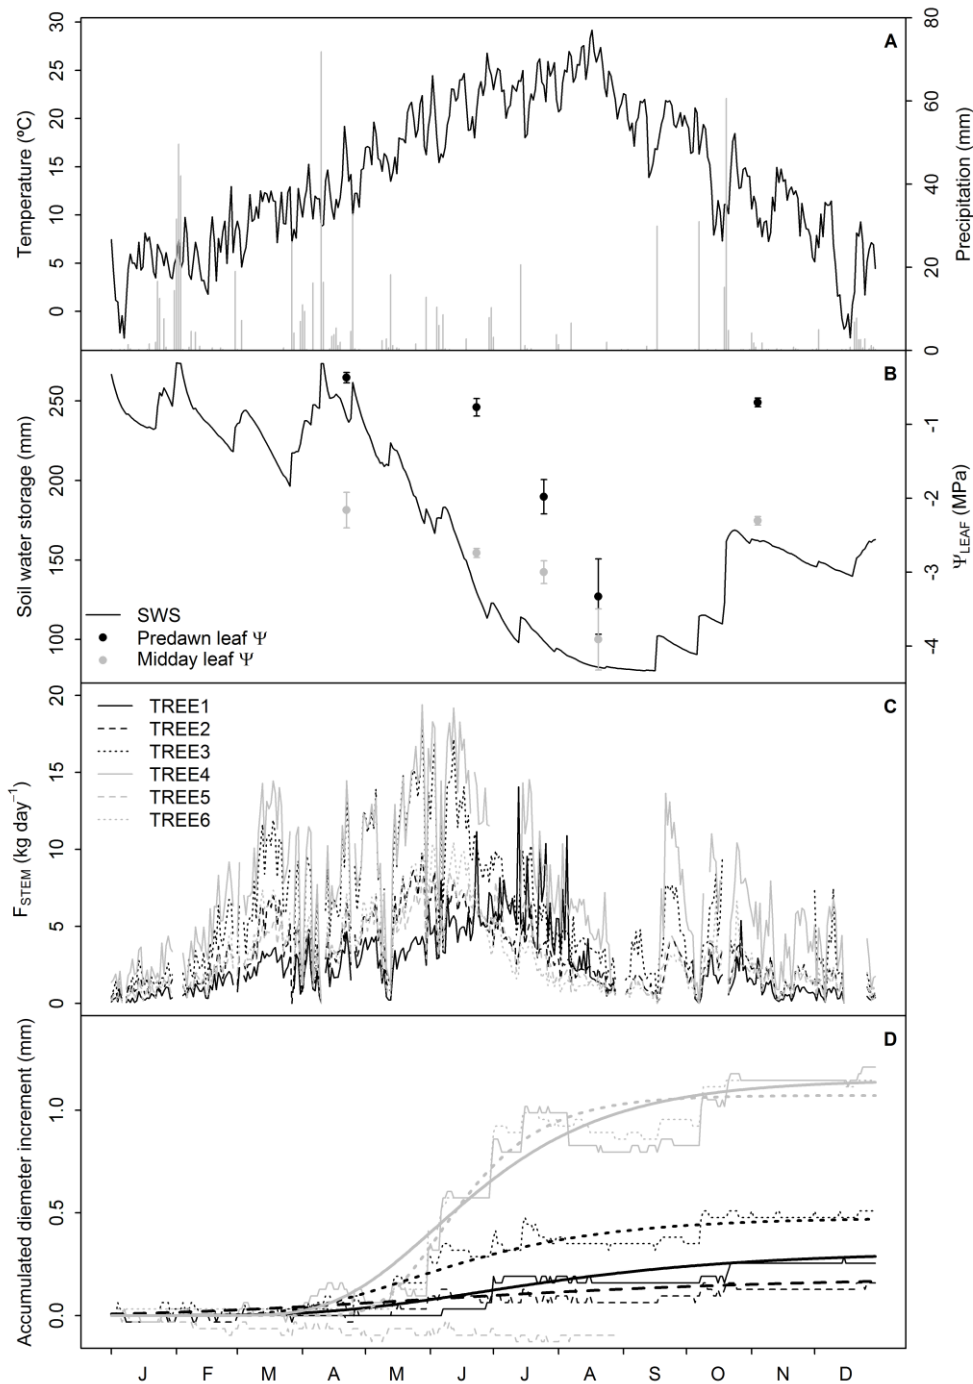 A
Temperature (ºC)
30
25
20
15
10
5
0
80
60
40
20
0
Precipitation (mm)
B
Soil water storage (mm)
250
200
150
100
-1
-2
-3
-4
ΨLEAF (MPa)
SWS
Predawn leaf Ψ
Midday leaf Ψ
C
FSTEM (kg day−1)
20
15
10
5
0
TREE1
TREE2
TREE3
TREE4
TREE5
TREE6
D
Accumulated diemeter increment (mm)
1.0
0.5
0.0
J F M A M J J A S O N D